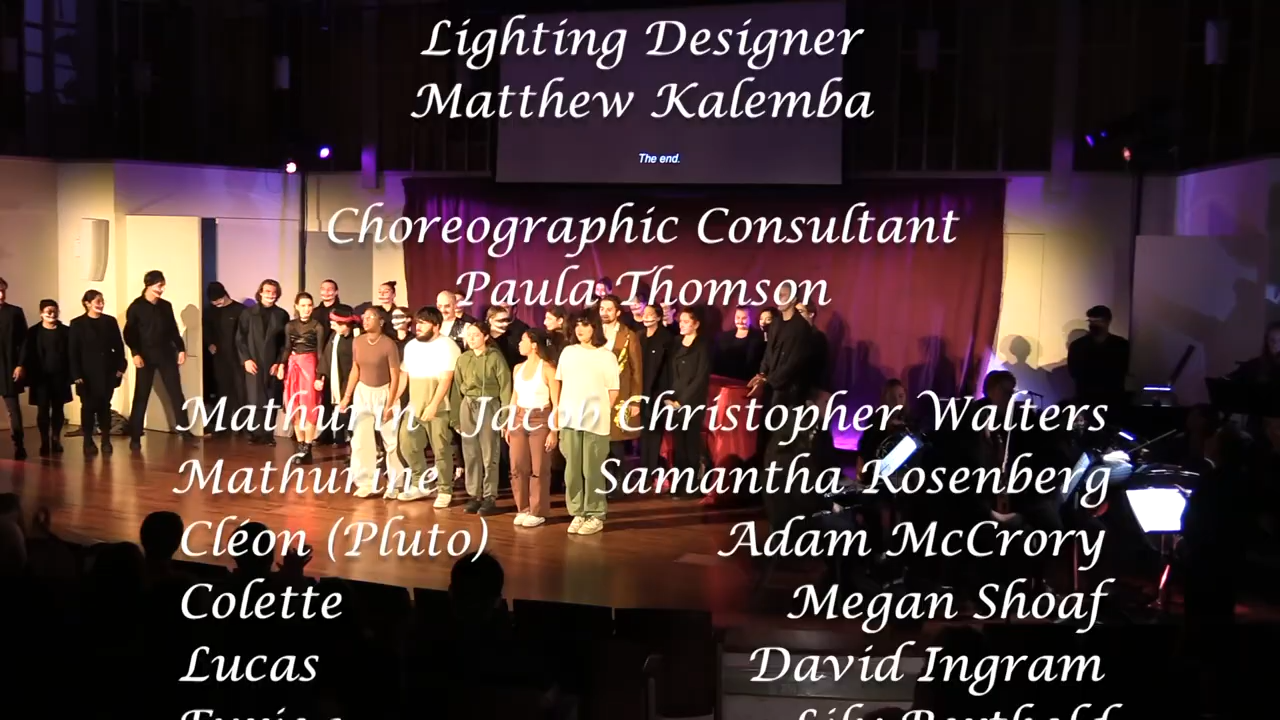 Lighting Designer
Matthew Kalemba
The end.
Choreographic Consultant
Paula Thomson
Mathurin Jacob Christopher Walters
Mathurine Samantha Rosenberg
Cléon (Pluto) Adam McCrory
Colette Megan Shoaf
Lucas David Ingram